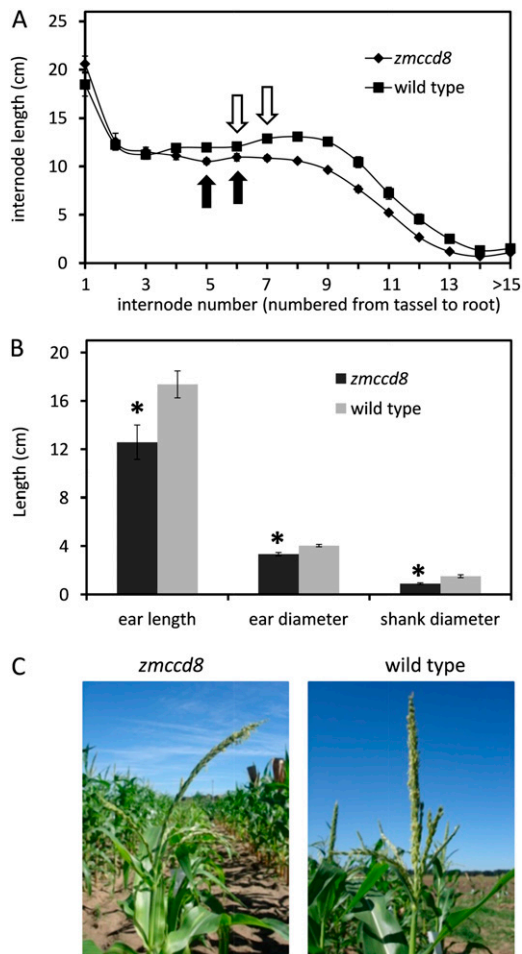 A
internode length (cm)
25
20
15
10
5
0
zmccd8
wild type
1 3 5 7 9 11 13 >15
internode number (numbered from tassel to root)
B
Length (cm)
20
16
12
8
4
0
zmccd8
wild type
*
*
*
ear length ear diameter shank diameter
C
zmccd8 wild type